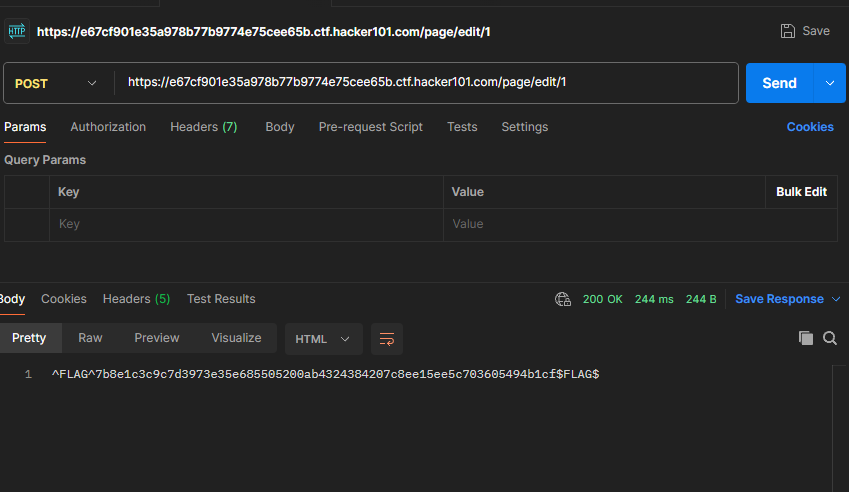 HTTP https://e67cf901e35a978b77b9774e75cee65b.ctf.hacker101.com/page/edit/1 Save
POST https://e67cf901e35a978b77b9774e75cee65b.ctf.hacker101.com/page/edit/1 Send
Params Authorization Headers (7) Body Pre-request Script Tests Settings Cookies
Query Params
Key Value Bulk Edit
Key Value
Body Cookies Headers (5) Test Results 200 OK 244 ms 244 B Save Response
Pretty Raw Preview Visualize HTML
1 ^FLAG^7b8e1c3c9c7d3973e35e685505200ab4324384207c8ee15ee5c703605494b1cf$FLAG$